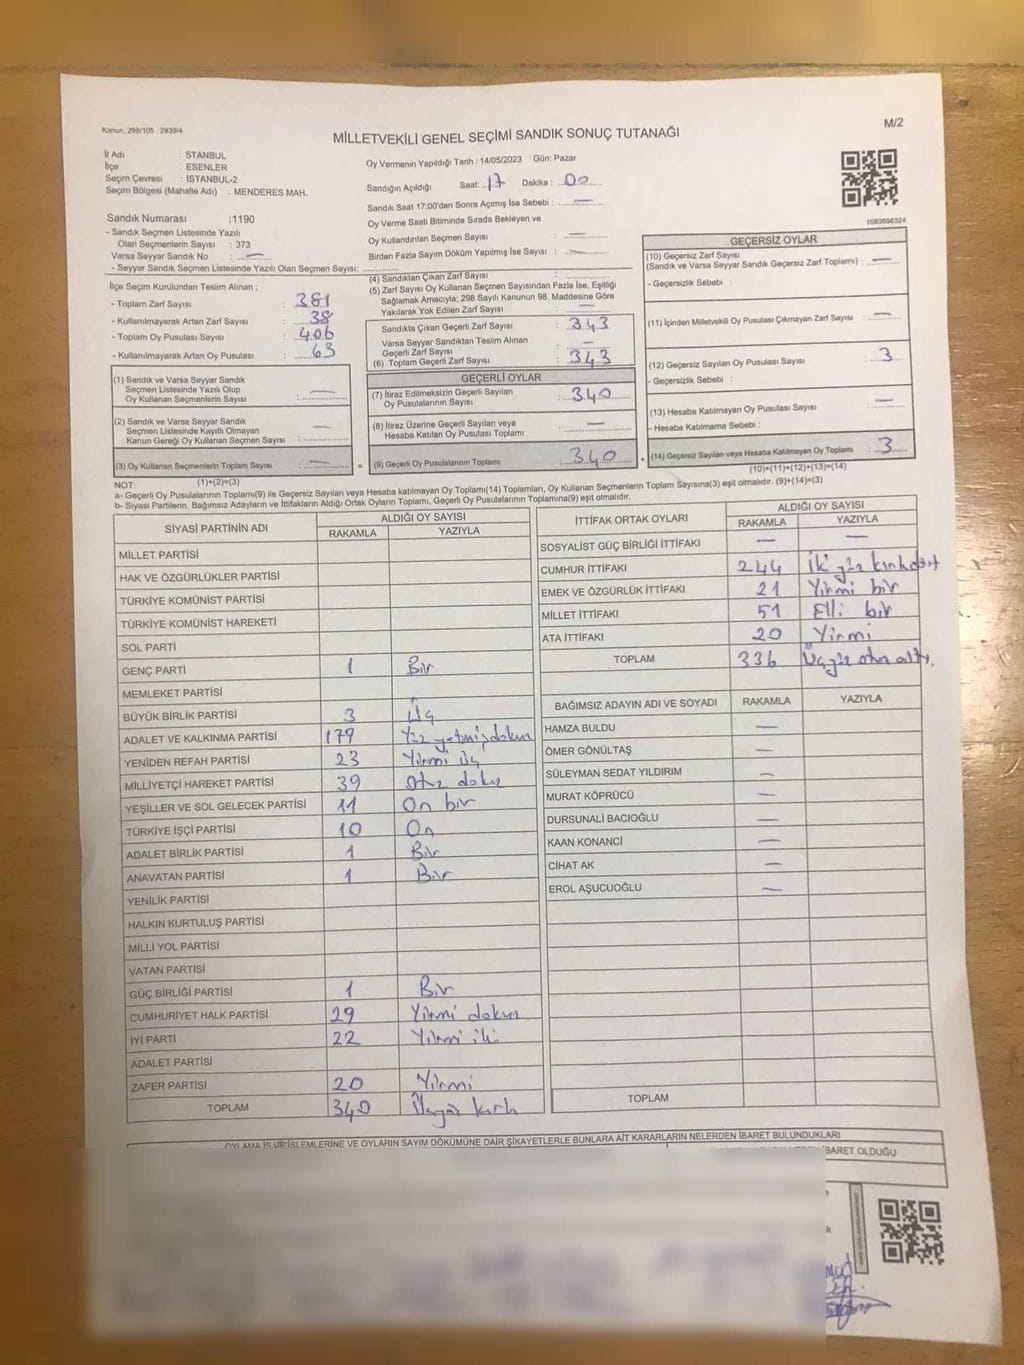 Kanun; 298/105 , 2839/4
M/2
MİLLETVEKİLİ GENEL SEÇİMİ SANDIK SONUÇ TUTANAĞI
İl Adı : STANBUL
İlçe : ESENLER
Seçim Çevresi : İSTANBUL-2
Seçim Bölgesi (Mahalle Adı) : MENDERES MAH.
Sandık Numarası :1190
- Sandık Seçmen Listesinde Yazılı
Olan Seçmenlerin Sayısı : 373
Varsa Seyyar Sandık No : —
- Seyyar Sandık Seçmen Listesinde Yazılı Olan Seçmen Sayısı:
İlçe Seçim Kurulundan Teslim Alınan ;
- Toplam Zarf Sayısı : 381
- Kullanılmayarak Artan Zarf Sayısı : 38
- Toplam Oy Pusulası Sayısı : 406
- Kullanılmayarak Artan Oy Pusulası : 63
(1) Sandık ve Varsa Seyyar Sandık
Seçmen Listesinde Yazılı Olup
Oy Kullanan Seçmenlerin Sayısı : —
(2) Sandık ve Varsa Seyyar Sandık
Seçmen Listesinde Kayıtlı Olmayan
Kanun Gereği Oy Kullanan Seçmen Sayısı : —
(3) Oy Kullanan Seçmenlerin Toplam Sayısı : —
(1)+(2)=(3)
Oy Vermenin Yapıldığı Tarih : 14/05/2023 Gün: Pazar
Sandığın Açıldığı Saat: 17 Dakika : 00
Sandık Saat 17:00'den Sonra Açımış İse Sebebi : —
Oy Verme Saati Bitiminde Sırada Bekleyen ve
Oy Kullandırılan Seçmen Sayısı : —
Birden Fazla Sayım Döküm Yapılmış İse Sayısı : —
(4) Sandıktan Çıkan Zarf Sayısı :
(5) Zarf Sayısı Oy Kullanan Seçmen Sayısından Fazla İse, Eşitliği
Sağlamak Amacıyla; 298 Sayılı Kanunun 98. Maddesine Göre
Yakılarak Yok Edilen Zarf Sayısı : —
Sandıkta Çıkan Geçerli Zarf Sayısı : 343
Varsa Seyyar Sandıktan Teslim Alınan
Geçerli Zarf Sayısı : —
(6) Toplam Geçerli Zarf Sayısı : 343
GEÇERLİ OYLAR
(7) İtiraz Edilmeksizin Geçerli Sayılan
Oy Pusulalarının Sayısı : 340
(8) İtiraz Üzerine Geçerli Sayılan veya
Hesaba Katılan Oy Pusulası Toplamı : —
= (9) Geçerli Oy Pusulalarının Toplamı : 340
1083696324
GEÇERSİZ OYLAR
(10) Geçersiz Zarf Sayısı
(Sandık ve Varsa Seyyar Sandık Geçersiz Zarf Toplamı) : —
- Geçersizlik Sebebi :
(11) İçinden Milletvekili Oy Pusulası Çıkmayan Zarf Sayısı : —
(12) Geçersiz Sayılan Oy Pusulası Sayısı : 3
- Geçersizlik Sebebi :
(13) Hesaba Katılmayan Oy Pusulası Sayısı : —
- Hesaba Katılmama Sebebi :
+ (14) Geçersiz Sayılan veya Hesaba Katılmayan Oy Toplamı : 3
(10)+(11)+(12)+(13)=(14)
NOT:
a- Geçerli Oy Pusulalarının Toplamı(9) ile Geçersiz Sayılan veya Hesaba katılmayan Oy Toplamı(14) Toplamları, Oy Kullanan Seçmenlerin Toplam Sayısına(3) eşit olmalıdır. (9)+(14)=(3)
b- Siyasi Partilerin, Bağımsız Adayların ve İttifakların Aldığı Ortak Oyların Toplamı, Geçerli Oy Pusulalarının Toplamına(9) eşit olmalıdır.
SİYASİ PARTİNİN ADI ALDIĞI OY SAYISI
RAKAMLA YAZIYLA
MİLLET PARTİSİ
HAK VE ÖZGÜRLÜKLER PARTİSİ
TÜRKİYE KOMÜNİST PARTİSİ
TÜRKİYE KOMÜNİST HAREKETİ
SOL PARTİ
GENÇ PARTİ 1 Bir
MEMLEKET PARTİSİ
BÜYÜK BİRLİK PARTİSİ 3 Üç
ADALET VE KALKINMA PARTİSİ 179 Yüz yetmişdokuz
YENİDEN REFAH PARTİSİ 23 Yirmi üç
MİLLİYETÇİ HAREKET PARTİSİ 39 Otuz dokuz
YEŞİLLER VE SOL GELECEK PARTİSİ 11 On bir
TÜRKİYE İŞÇİ PARTİSİ 10 On
ADALET BİRLİK PARTİSİ 1 Bir
ANAVATAN PARTİSİ 1 Bir
YENİLİK PARTİSİ
HALKIN KURTULUŞ PARTİSİ
MİLLİ YOL PARTİSİ
VATAN PARTİSİ
GÜÇ BİRLİĞİ PARTİSİ 1 Bir
CUMHURİYET HALK PARTİSİ 29 Yirmi dokuz
İYİ PARTİ 22 Yirmi iki
ADALET PARTİSİ
ZAFER PARTİSİ 20 Yirmi
TOPLAM 340 Üçyüz kırk
İTTİFAK ORTAK OYLARI ALDIĞI OY SAYISI
RAKAMLA YAZIYLA
SOSYALİST GÜÇ BİRLİĞİ İTTİFAKI — —
CUMHUR İTTİFAKI 244 İki yüz kırkdört
EMEK VE ÖZGÜRLÜK İTTİFAKI 21 Yirmi bir
MİLLET İTTİFAKI 51 Elli bir
ATA İTTİFAKI 20 Yirmi
TOPLAM 336 Üçyüz otuz altı
BAĞIMSIZ ADAYIN ADI VE SOYADI RAKAMLA YAZIYLA
HAMZA BULDU —
ÖMER GÖNÜLTAŞ —
SÜLEYMAN SEDAT YILDIRIM —
MURAT KÖPRÜCÜ —
DURSUNALİ BACIOĞLU —
KAAN KONANCİ —
CİHAT AK —
EROL AŞUCUOĞLU —
TOPLAM
OYLAMA İŞ VE İŞLEMLERİNE VE OYLARIN SAYIM DÖKÜMÜNE DAİR ŞİKAYETLERLE BUNLARA AİT KARARLARIN NELERDEN İBARET BULUNDUKLARI
İBARET OLDUĞU